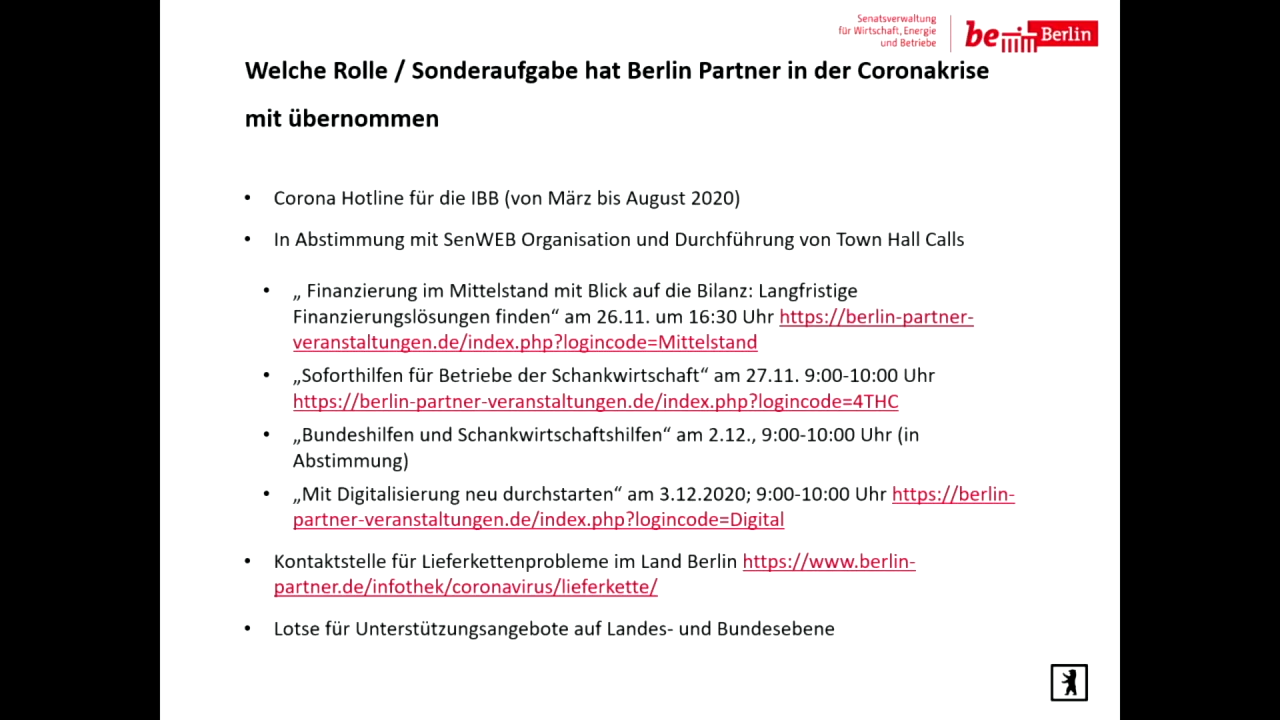 Senatsverwaltung
für Wirtschaft, Energie
und Betriebe
be Berlin
Welche Rolle / Sonderaufgabe hat Berlin Partner in der Coronakrise
mit übernommen
• Corona Hotline für die IBB (von März bis August 2020)
• In Abstimmung mit SenWEB Organisation und Durchführung von Town Hall Calls
• „ Finanzierung im Mittelstand mit Blick auf die Bilanz: Langfristige
Finanzierungslösungen finden“ am 26.11. um 16:30 Uhr https://berlin-partner-
veranstaltungen.de/index.php?logincode=Mittelstand
• „Soforthilfen für Betriebe der Schankwirtschaft“ am 27.11. 9:00-10:00 Uhr
https://berlin-partner-veranstaltungen.de/index.php?logincode=4THC
• „Bundeshilfen und Schankwirtschaftshilfen“ am 2.12., 9:00-10:00 Uhr (in
Abstimmung)
• „Mit Digitalisierung neu durchstarten“ am 3.12.2020; 9:00-10:00 Uhr https://berlin-
partner-veranstaltungen.de/index.php?logincode=Digital
• Kontaktstelle für Lieferkettenprobleme im Land Berlin https://www.berlin-
partner.de/infothek/coronavirus/lieferkette/
• Lotse für Unterstützungsangebote auf Landes- und Bundesebene